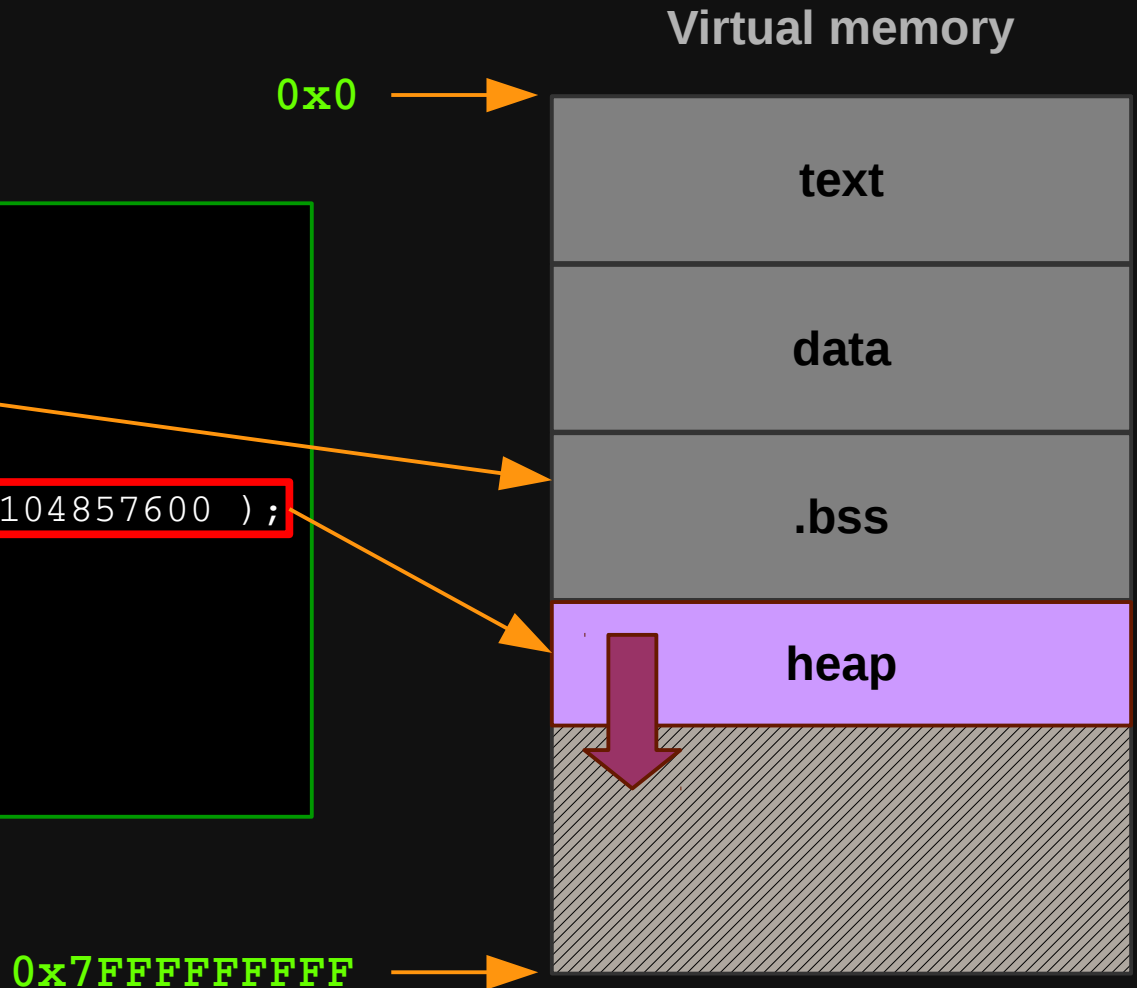 Virtual memory
0x0
text
data
.bss
104857600 );
heap
0x7FFFFFFFFF